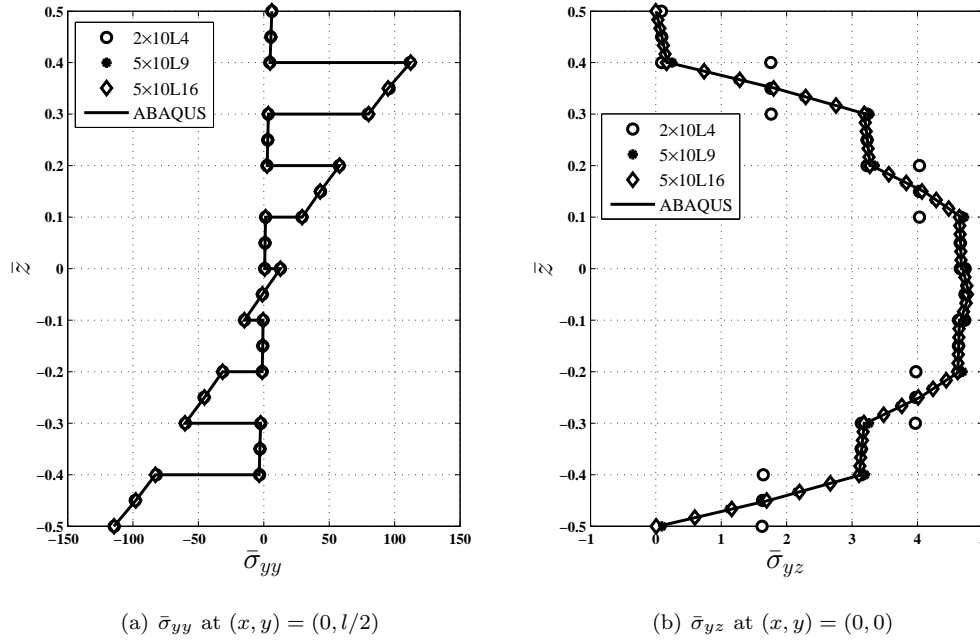 0.5
0.4
0.3
0.2
0.1
0
−0.1
−0.2
−0.3
−0.4
−0.5
z̄
−150
−100
−50
0
50
100
150
σ̄yy
2×10L4
5×10L9
5×10L16
ABAQUS
(a) σ̄yy at (x, y) = (0, l/2)
0.5
0.4
0.3
0.2
0.1
0
−0.1
−0.2
−0.3
−0.4
−0.5
z̄
−1
0
1
2
3
4
5
σ̄yz
2×10L4
5×10L9
5×10L16
ABAQUS
(b) σ̄yz at (x, y) = (0, 0)